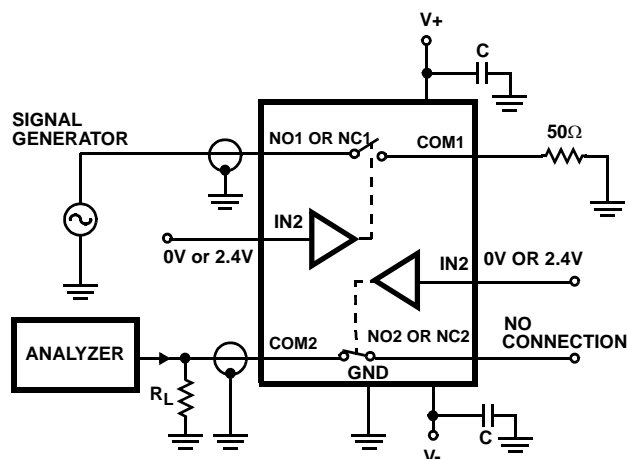 V+
C
SIGNAL
GENERATOR
NO1 OR NC1
COM1
50Ω
IN2
0V or 2.4V
IN2
0V OR 2.4V
ANALYZER
COM2
NO2 OR NC2
NO
CONNECTION
GND
RL
C
V-